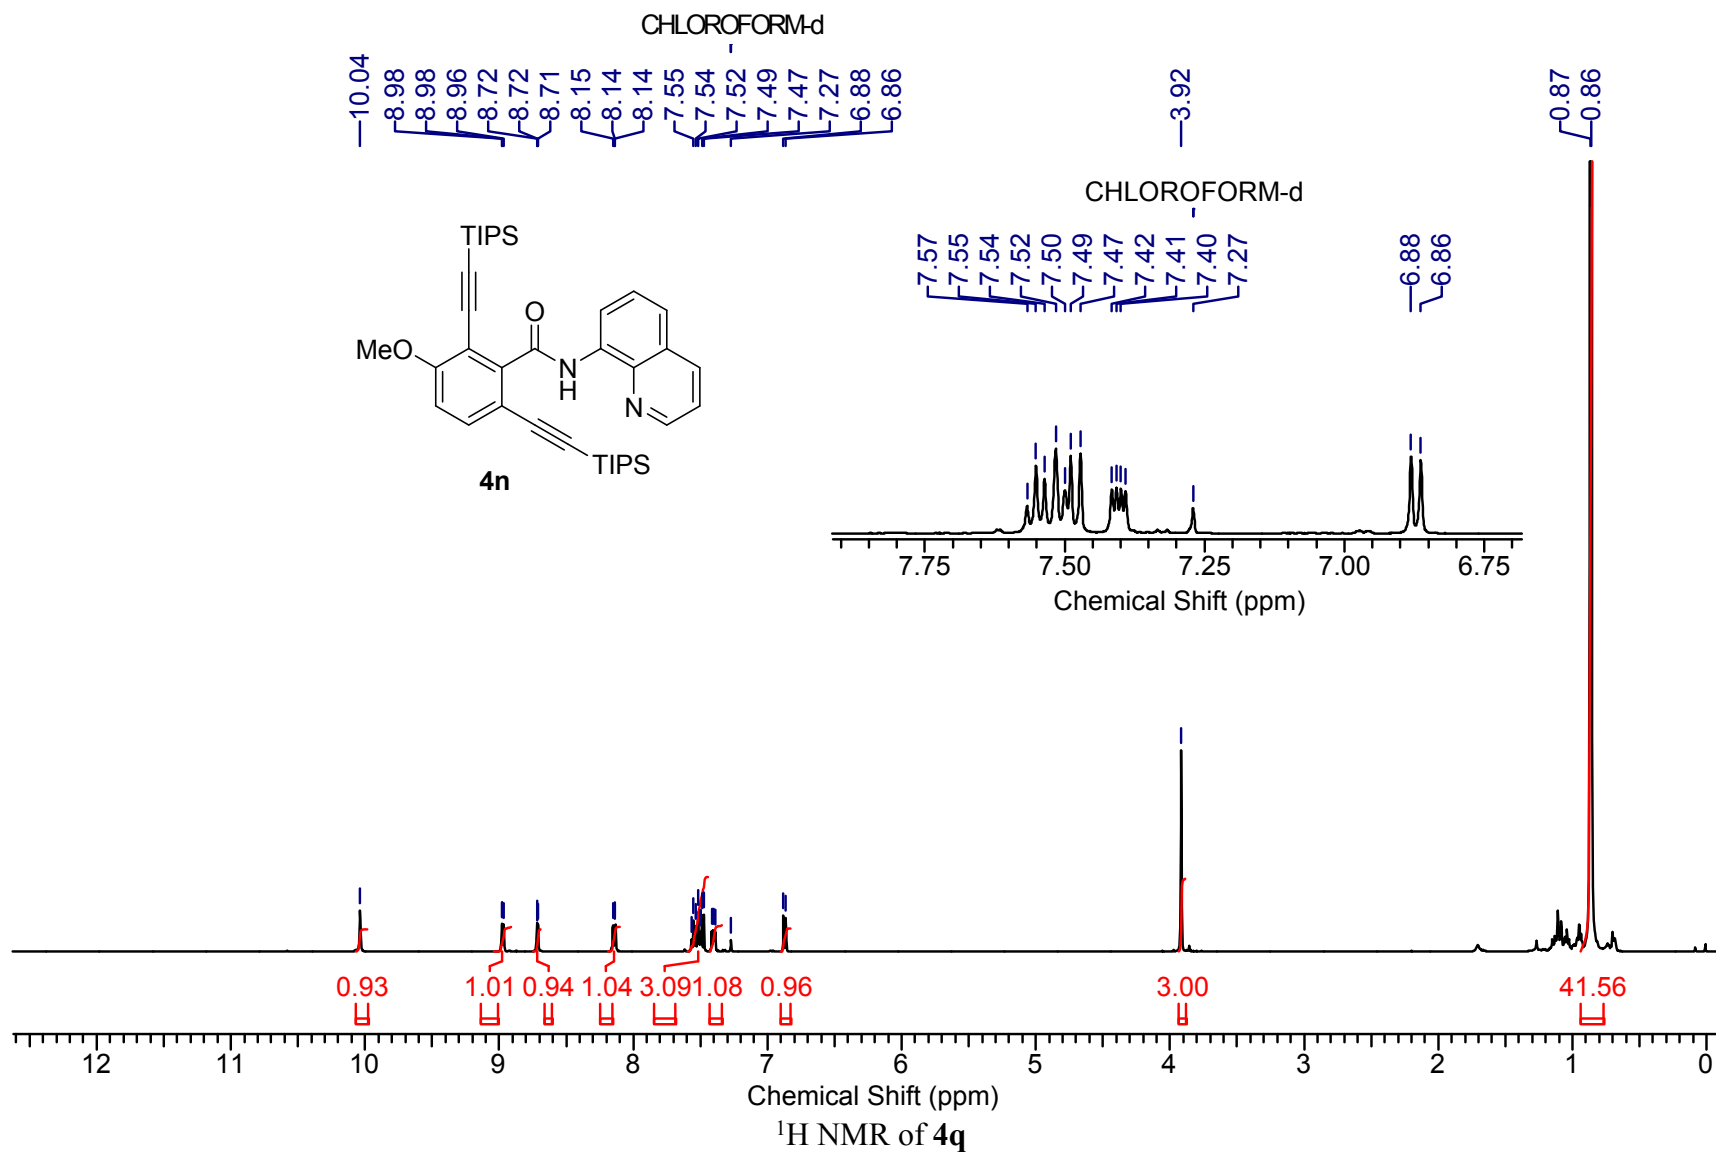 CHLOROFORM-d
10.04
8.98
8.98
8.96
8.72
8.72
8.71
8.15
8.14
8.14
7.55
7.54
7.52
7.49
7.47
7.27
6.88
6.86
3.92
0.87
0.86
CHLOROFORM-d
7.57
7.55
7.54
7.52
7.50
7.49
7.47
7.42
7.41
7.40
7.27
6.88
6.86
TIPS
O
MeO
N
H
N
TIPS
4n
7.75 7.50 7.25 7.00 6.75
Chemical Shift (ppm)
0.93 1.01 0.94 1.04 3.09 1.08 0.96 3.00 41.56
12 11 10 9 8 7 6 5 4 3 2 1 0
Chemical Shift (ppm)
¹H NMR of 4q